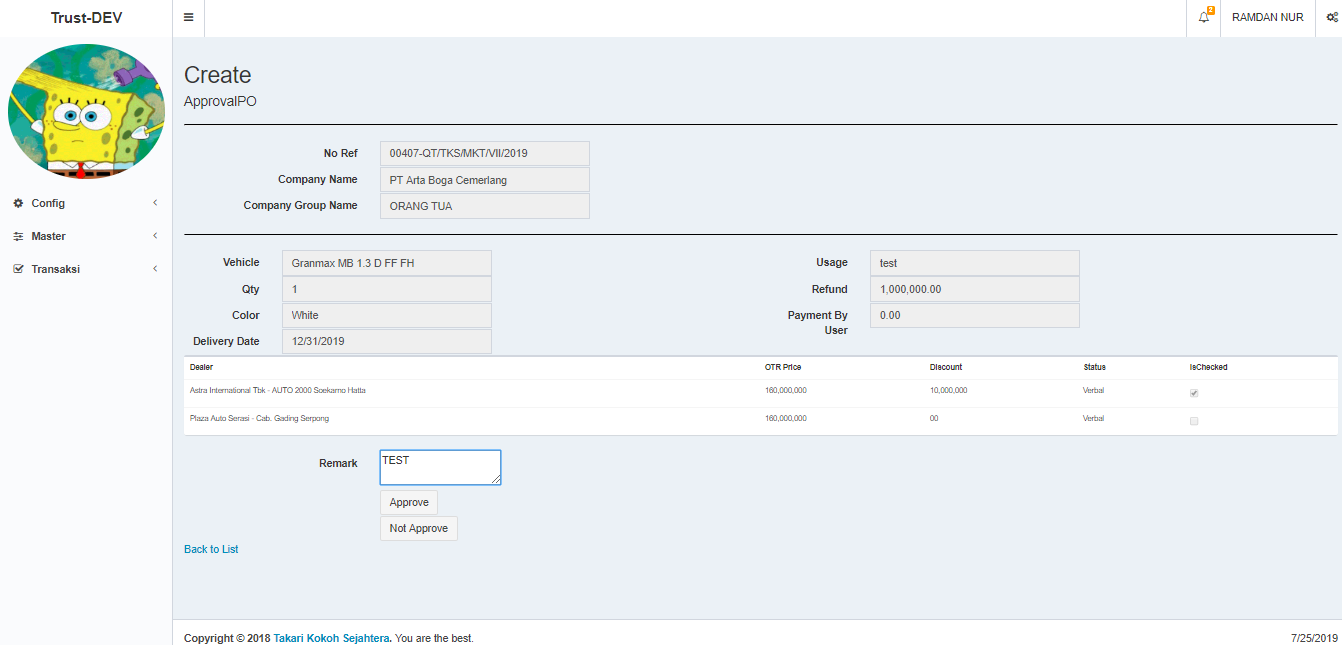 Trust-DEV
2
RAMDAN NUR
Config
Master
Transaksi
Create
ApprovalPO
No Ref 00407-QT/TKS/MKT/VII/2019
Company Name PT Arta Boga Cemerlang
Company Group Name ORANG TUA
Vehicle Granmax MB 1.3 D FF FH
Qty 1
Color White
Delivery Date 12/31/2019
Usage test
Refund 1,000,000.00
Payment By
User
0.00
Dealer OTR Price Discount Status IsChecked
Astra International Tbk - AUTO 2000 Soekarno Hatta 160,000,000 10,000,000 Verbal
Plaza Auto Serasi - Cab. Gading Serpong 160,000,000 00 Verbal
Remark TEST
Approve
Not Approve
Back to List
Copyright © 2018 Takari Kokoh Sejahtera. You are the best. 7/25/2019